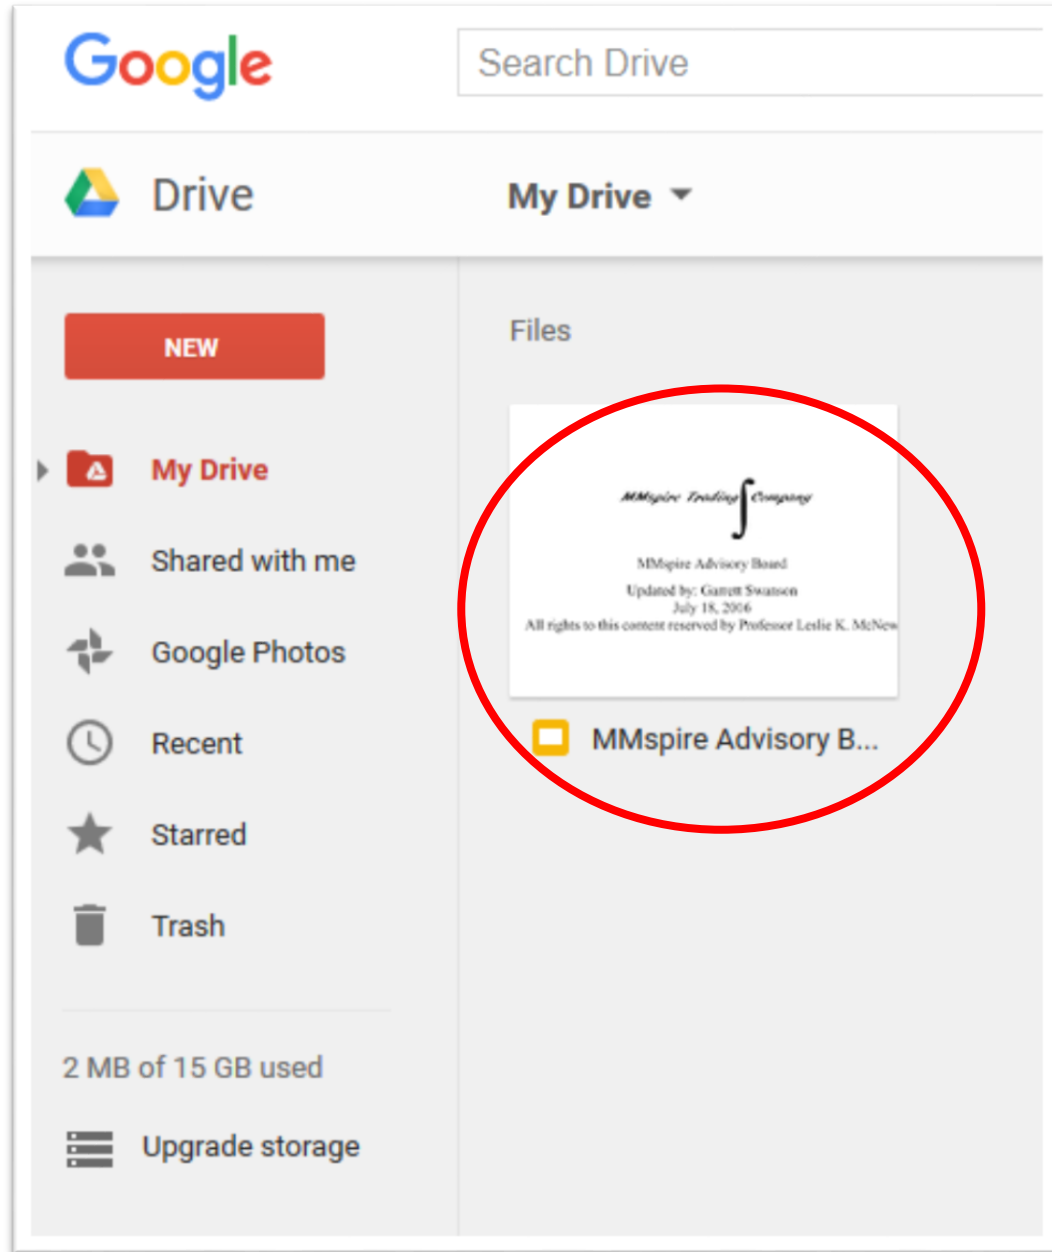 Google
Search Drive
Drive
My Drive
NEW
Files
My Drive
Shared with me
Google Photos
Recent
Starred
Trash
MMspire Trading Company
MMspire Advisory Board
Updated by: Garrett Swanson
July 18, 2016
All rights to this content reserved by Professor Leslie K. McNew
MMspire Advisory B...
2 MB of 15 GB used
Upgrade storage